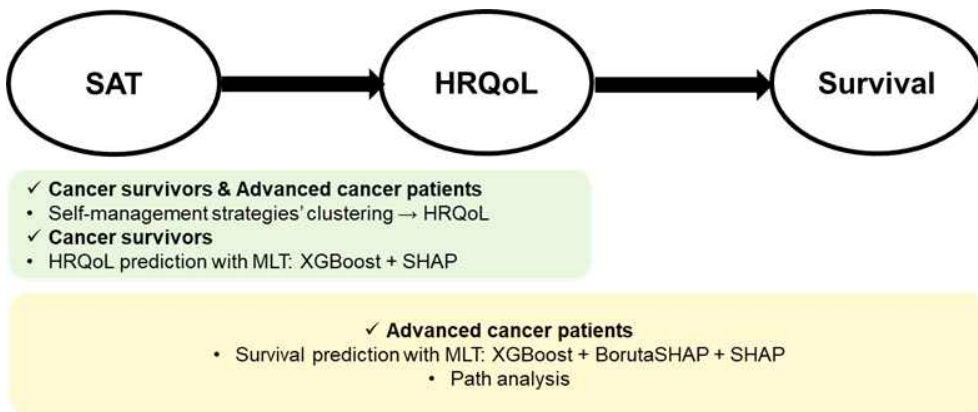 SAT
HRQoL
Survival
✓ Cancer survivors & Advanced cancer patients
• Self-management strategies' clustering → HRQoL
✓ Cancer survivors
• HRQoL prediction with MLT: XGBoost + SHAP
✓ Advanced cancer patients
• Survival prediction with MLT: XGBoost + BorutaSHAP + SHAP
• Path analysis